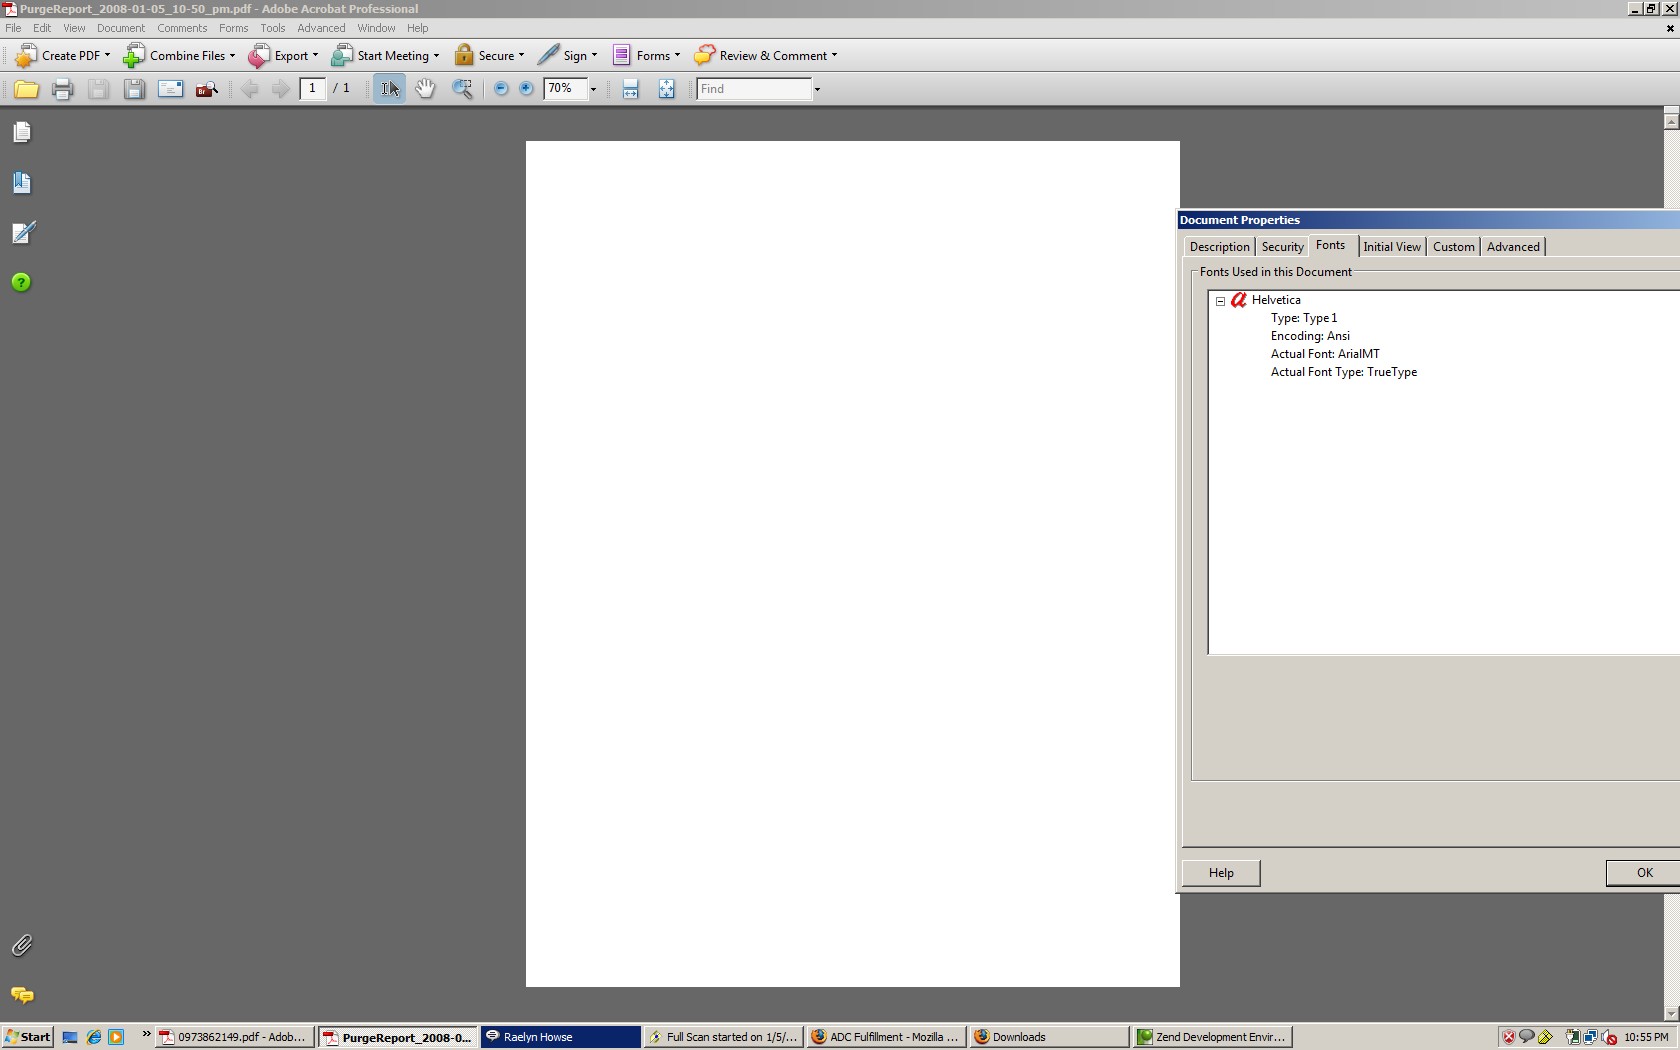 PurgeReport_2008-01-05_10-50_pm.pdf - Adobe Acrobat Professional
File Edit View Document Comments Forms Tools Advanced Window Help
Create PDF Combine Files Export Start Meeting Secure Sign Forms Review & Comment
1 / 1 70% Find
Document Properties
Description Security Fonts Initial View Custom Advanced
Fonts Used in this Document
Helvetica
Type: Type 1
Encoding: Ansi
Actual Font: ArialMT
Actual Font Type: TrueType
Help OK
Start 0973862149.pdf - Adob... PurgeReport_2008-0... Raelyn Howse Full Scan started on 1/5/... ADC Fulfillment - Mozilla ... Downloads Zend Development Envir... 10:55 PM